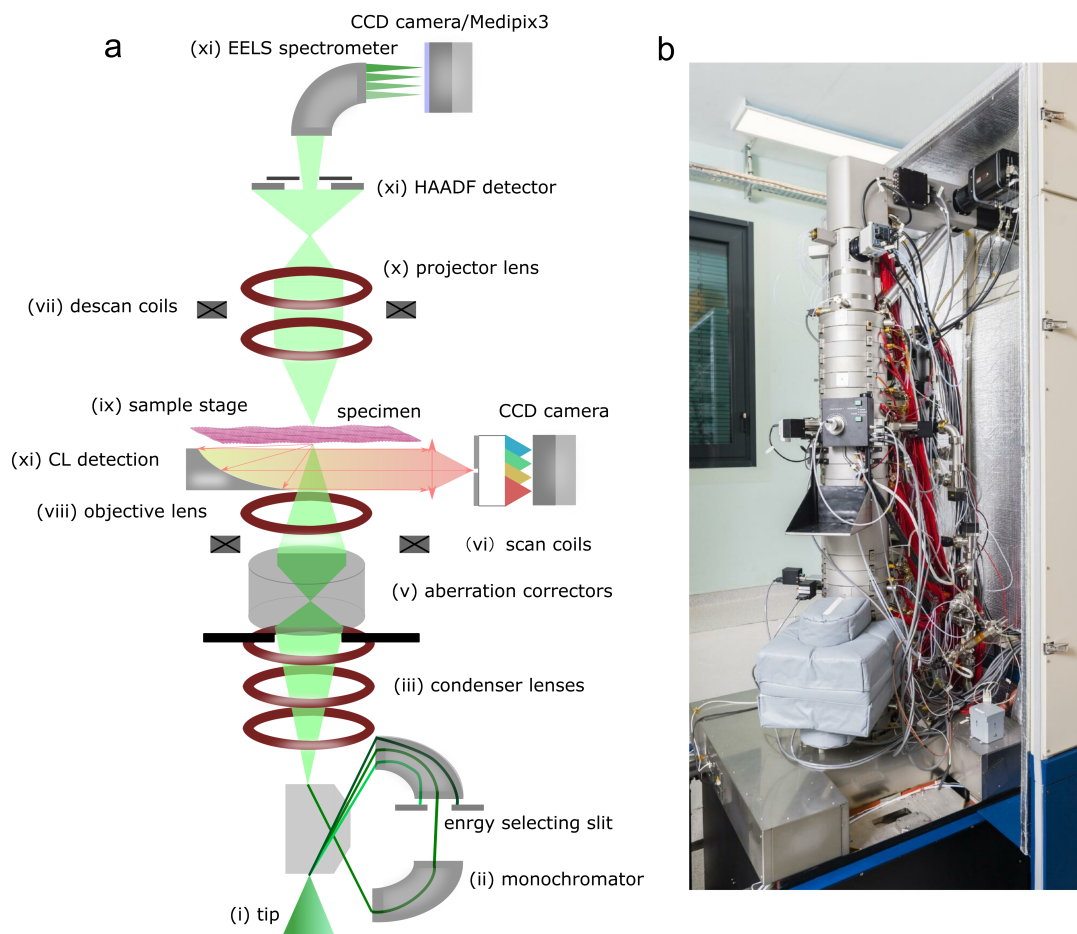 a
b
CCD camera/Medipix3
(xi) EELS spectrometer
(xi) HAADF detector
(x) projector lens
(vii) descan coils
(ix) sample stage
specimen
CCD camera
(xi) CL detection
(viii) objective lens
(vi) scan coils
(v) aberration correctors
(iii) condenser lenses
enrgy selecting slit
(ii) monochromator
(i) tip